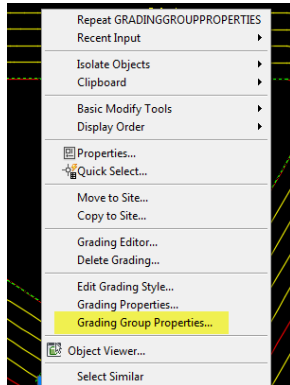 Repeat GRADINGGROUPPROPERTIES
Recent Input
Isolate Objects
Clipboard
Basic Modify Tools
Display Order
Properties...
Quick Select...
Move to Site...
Copy to Site...
Grading Editor...
Delete Grading...
Edit Grading Style...
Grading Properties...
Grading Group Properties...
Object Viewer...
Select Similar